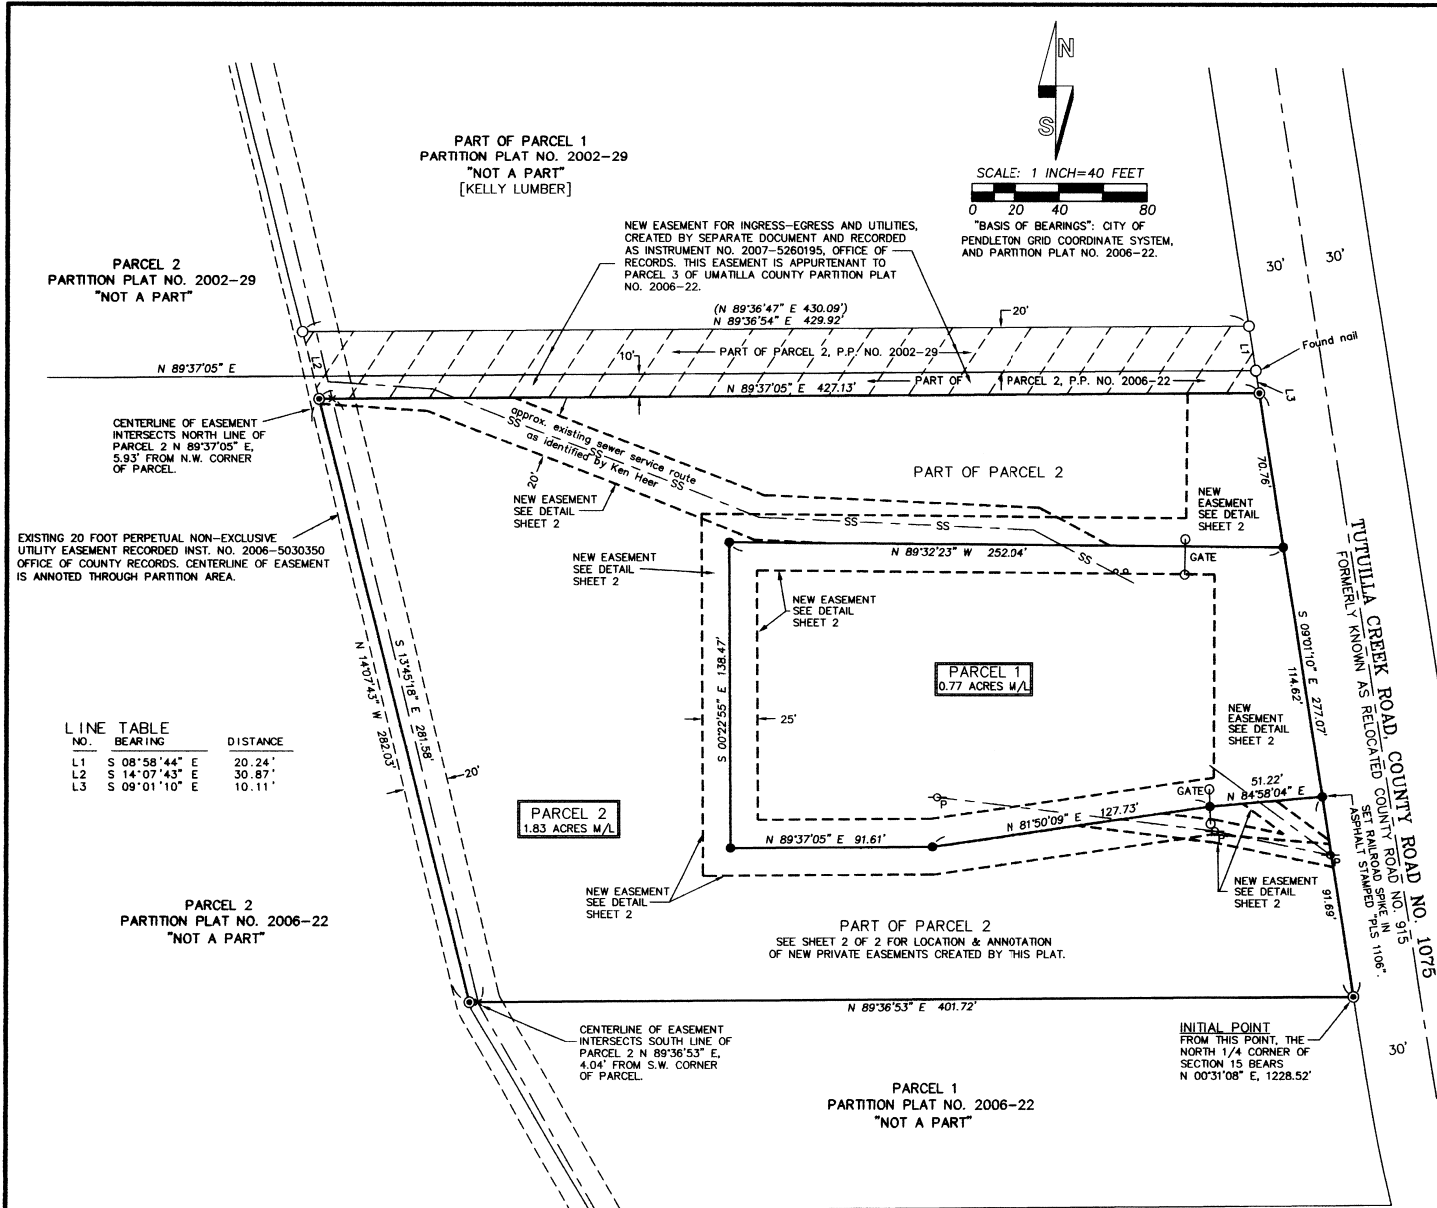 N
S
SCALE: 1 INCH=40 FEET
0 20 40 80
"BASIS OF BEARINGS": CITY OF
PENDLETON GRID COORDINATE SYSTEM,
AND PARTITION PLAT NO. 2006-22.
PART OF PARCEL 1
PARTITION PLAT NO. 2002-29
"NOT A PART"
[KELLY LUMBER]
NEW EASEMENT FOR INGRESS-EGRESS AND UTILITIES,
CREATED BY SEPARATE DOCUMENT AND RECORDED
AS INSTRUMENT NO. 2007-5260195, OFFICE OF
RECORDS. THIS EASEMENT IS APPURTENANT TO
PARCEL 3 OF UMATILLA COUNTY PARTITION PLAT
NO. 2006-22.
PARCEL 2
PARTITION PLAT NO. 2002-29
"NOT A PART"
30' 30'
(N 89°36'47" E 430.09')
N 89°36'54" E 429.92'
20'
L1
Found nail
L2
N 89°37'05" E
10'
PART OF PARCEL 2, P.P. NO. 2002-29
N 89°37'05" E 427.13'
PART OF PARCEL 2, P.P. NO. 2006-22
L3
CENTERLINE OF EASEMENT
INTERSECTS NORTH LINE OF
PARCEL 2 N 89°37'05" E,
5.93' FROM N.W. CORNER
OF PARCEL.
approx. existing sewer service route
SS SS SS
as identified by Ken Heer
20'
NEW EASEMENT
SEE DETAIL
SHEET 2
PART OF PARCEL 2
70.76'
NEW
EASEMENT
SEE DETAIL
SHEET 2
EXISTING 20 FOOT PERPETUAL NON-EXCLUSIVE
UTILITY EASEMENT RECORDED INST. NO. 2006-5030350
OFFICE OF COUNTY RECORDS. CENTERLINE OF EASEMENT
IS ANNOTED THROUGH PARTITION AREA.
NEW EASEMENT
SEE DETAIL
SHEET 2
SS SS SS
N 89°32'23" W 252.04'
GATE
NEW EASEMENT
SEE DETAIL
SHEET 2
TUTUILLA CREEK ROAD, COUNTY ROAD NO. 1075
FORMERLY KNOWN AS RELOCATED COUNTY ROAD NO. 915
S 09°01'10" E 277.07'
114.62'
S 00°22'55" E 138.47'
PARCEL 1
0.77 ACRES M/L
25'
N 14°07'43" W 282.03'
S 13°45'18" E 281.58'
20'
LINE TABLE
NO. BEARING DISTANCE
L1 S 08°58'44" E 20.24'
L2 S 14°07'43" E 30.87'
L3 S 09°01'10" E 10.11'
NEW
EASEMENT
SEE DETAIL
SHEET 2
51.22'
N 84°58'04" E
GATE
P
N 81°50'09" E 127.73'
N 89°37'05" E 91.61'
P
P
SET RAILROAD SPIKE IN
ASPHALT STAMPED "PLS 1106".
91.69'
PARCEL 2
1.83 ACRES M/L
NEW EASEMENT
SEE DETAIL
SHEET 2
NEW EASEMENT
SEE DETAIL
SHEET 2
PARCEL 2
PARTITION PLAT NO. 2006-22
"NOT A PART"
PART OF PARCEL 2
SEE SHEET 2 OF 2 FOR LOCATION & ANNOTATION
OF NEW PRIVATE EASEMENTS CREATED BY THIS PLAT.
N 89°36'53" E 401.72'
CENTERLINE OF EASEMENT
INTERSECTS SOUTH LINE OF
PARCEL 2 N 89°36'53" E,
4.04' FROM S.W. CORNER
OF PARCEL.
INITIAL POINT
FROM THIS POINT, THE
NORTH 1/4 CORNER OF
SECTION 15 BEARS
N 00°31'08" E, 1228.52'
30'
PARCEL 1
PARTITION PLAT NO. 2006-22
"NOT A PART"